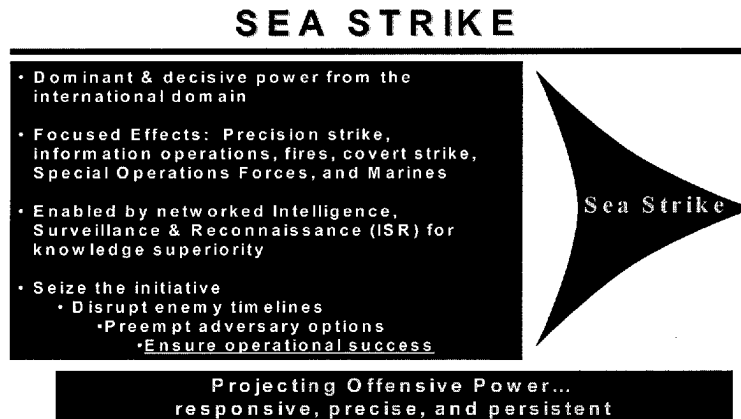 SEA STRIKE
• Dominant & decisive power from the
international domain
• Focused Effects: Precision strike,
information operations, fires, covert strike,
Special Operations Forces, and Marines
• Enabled by networked Intelligence,
Surveillance & Reconnaissance (ISR) for
knowledge superiority
• Seize the initiative
• Disrupt enemy timelines
•Preempt adversary options
•Ensure operational success
Sea Strike
Projecting Offensive Power...
responsive, precise, and persistent